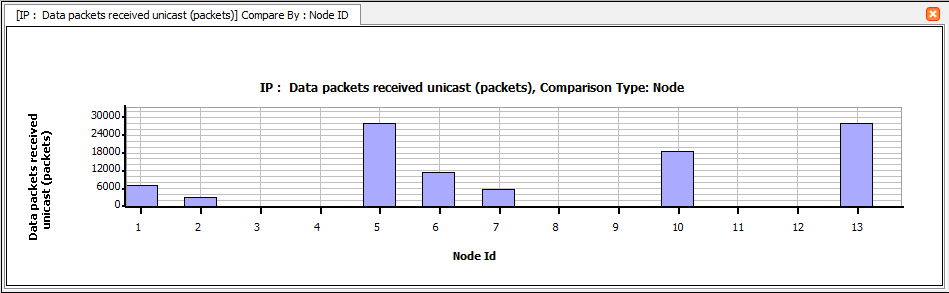 [IP :  Data packets received unicast (packets)] Compare By : Node ID
IP :  Data packets received unicast (packets), Comparison Type: Node
Data packets received
unicast (packets)
30000
24000
18000
12000
6000
0
1 2 3 4 5 6 7 8 9 10 11 12 13
Node Id